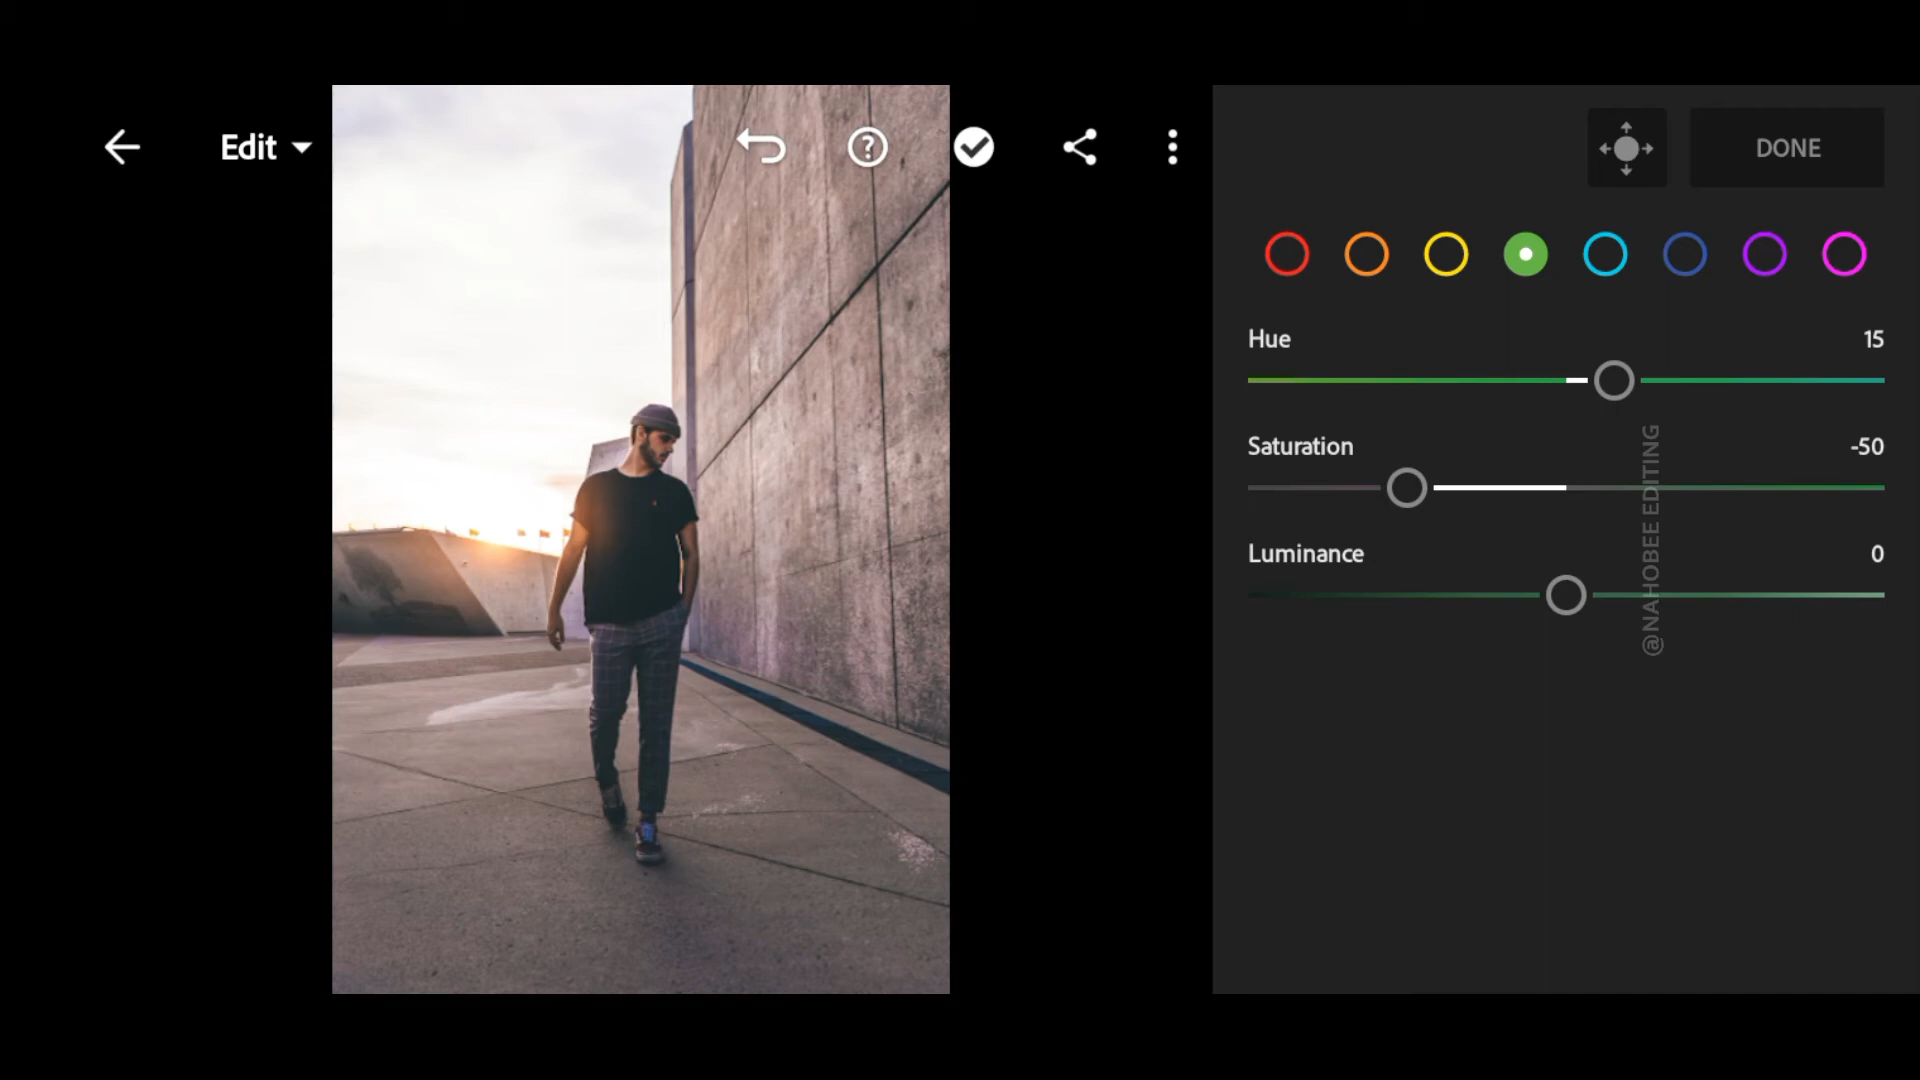 Edit
DONE
Hue
15
Saturation
-50
Luminance
0
@NAHOBEE EDITING